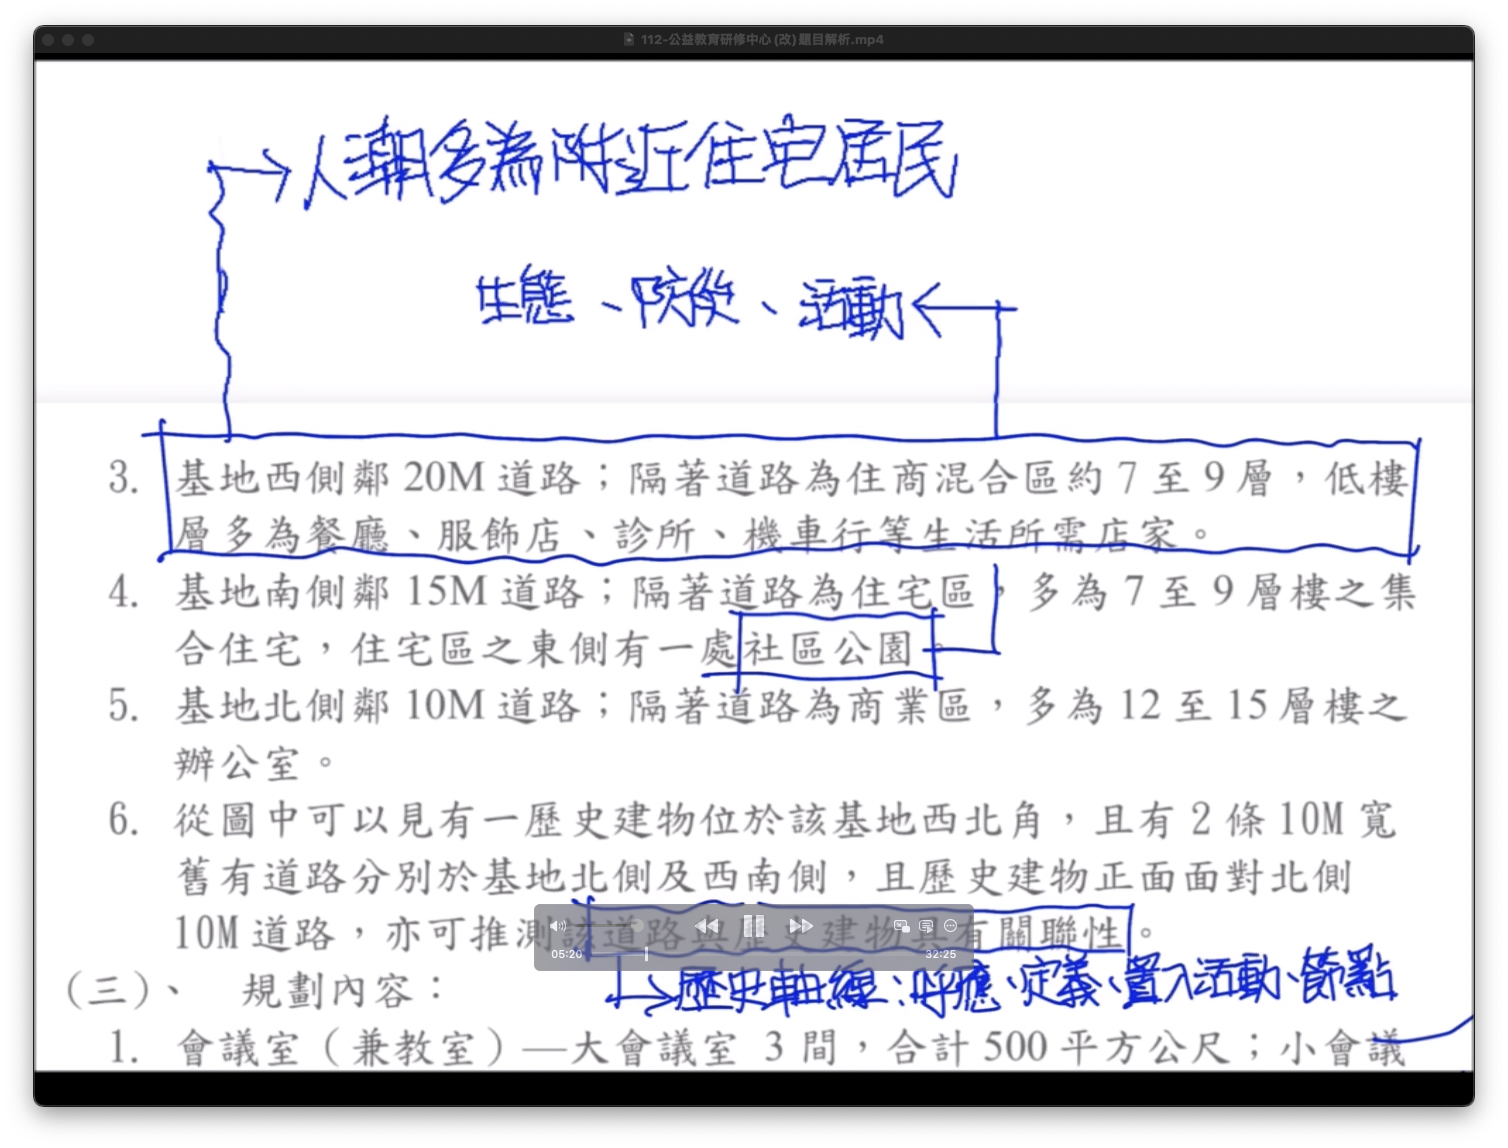 112-公益教育研修中心 (改) 題目解析.mp4
人潮多為附近住宅居民
生態、防災、活動
3. 基地西側鄰 20M 道路；隔著道路為住商混合區約 7 至 9 層，低樓
層多為餐廳、服飾店、診所、機車行等生活所需店家。
4. 基地南側鄰 15M 道路；隔著道路為住宅區，多為 7 至 9 層樓之集
合住宅，住宅區之東側有一處社區公園。
5. 基地北側鄰 10M 道路；隔著道路為商業區，多為 12 至 15 層樓之
辦公室。
6. 從圖中可以見有一歷史建物位於該基地西北角，且有 2 條 10M 寬
舊有道路分別於基地北側及西南側，且歷史建物正面面對北側
10M 道路，亦可推測該道路與歷史建物具有關聯性。
05:20
32:25
歷史軸線：呼應、定義、置入活動、節點
(三)、 規劃內容：
1. 會議室（兼教室）—大會議室 3 間，合計 500 平方公尺；小會議